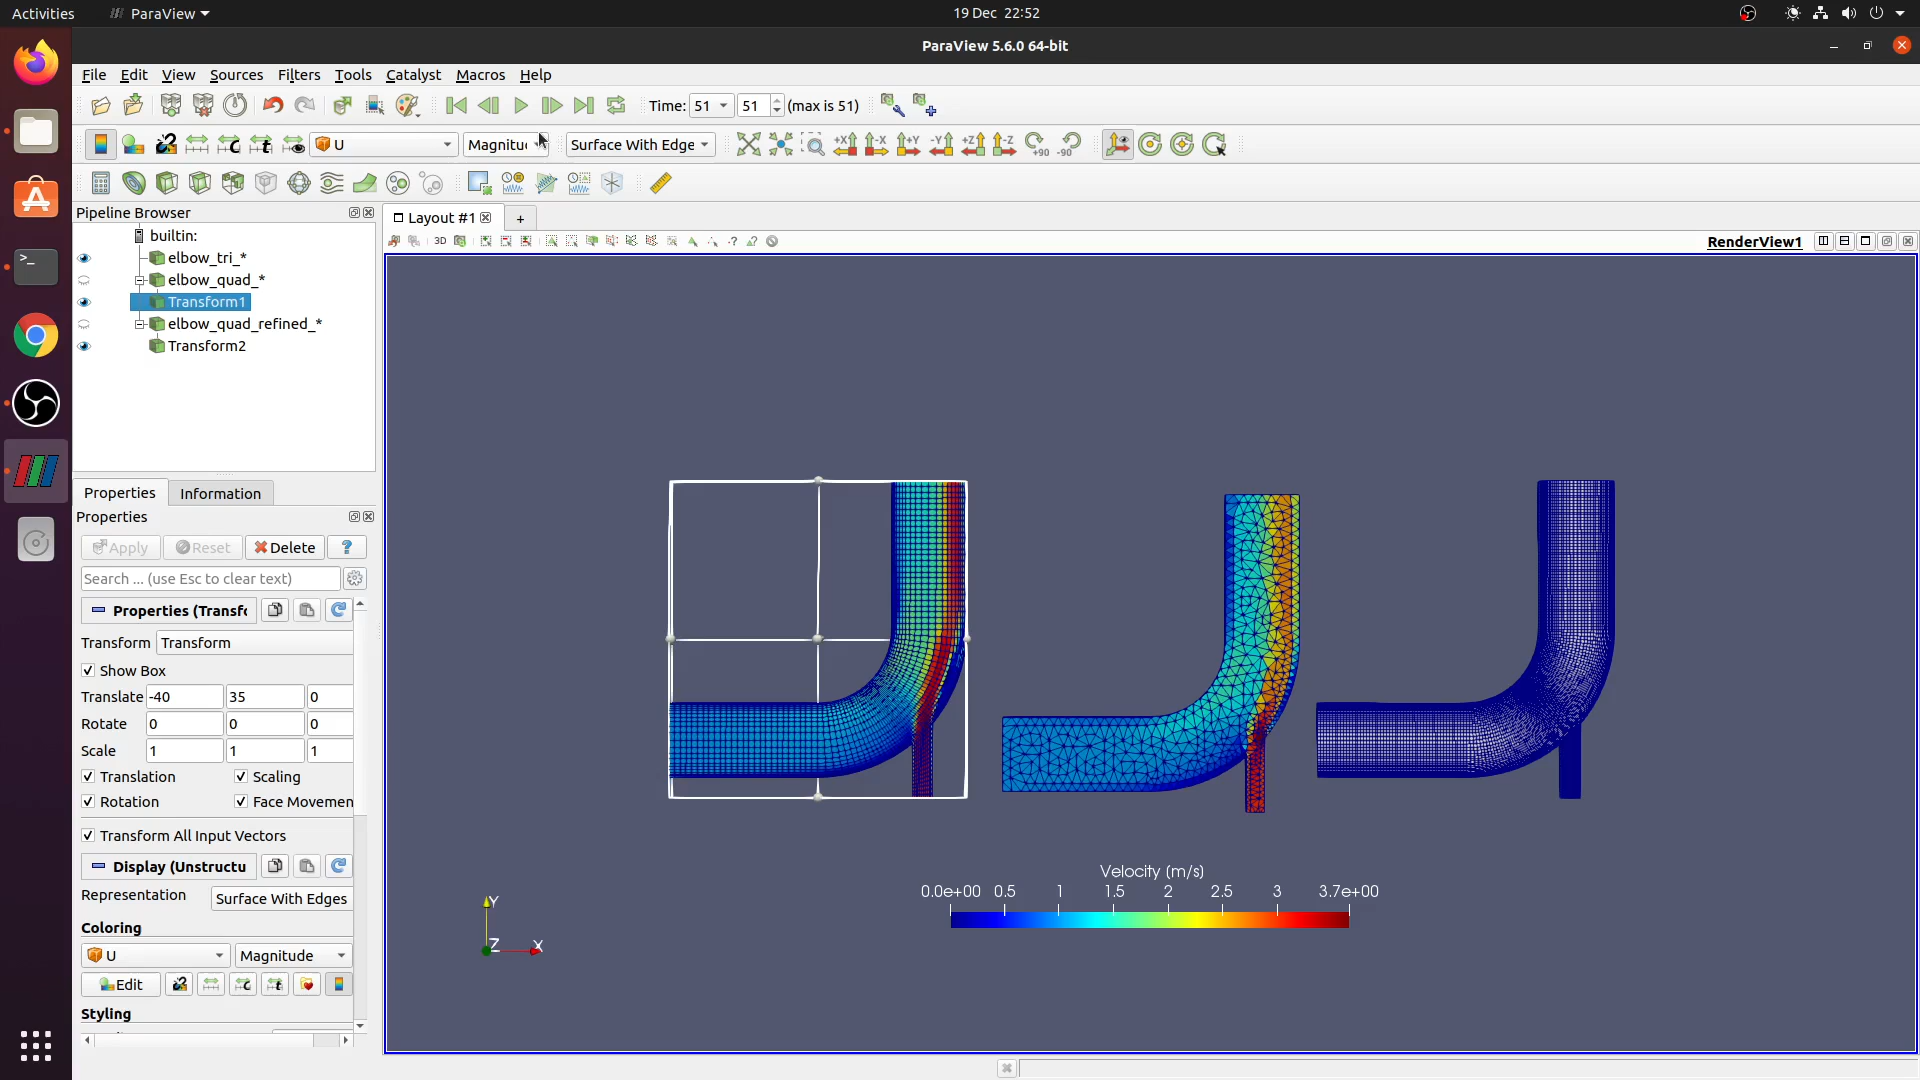 Activities
ParaView
19 Dec 22:52
ParaView 5.6.0 64-bit
File Edit View Sources Filters Tools Catalyst Macros Help
Time: 51 51 (max is 51)
U Magnituc Surface With Edge +X -X +Y -Y +Z -Z +90 -90
Pipeline Browser
Layout #1 +
builtin:
3D
RenderView1
elbow_tri_*
elbow_quad_*
Transform1
elbow_quad_refined_*
Transform2
Properties Information
Properties
Apply Reset Delete ?
Search ... (use Esc to clear text)
Properties (Transfo
Transform Transform
Show Box
Translate -40 35 0
Rotate 0 0 0
Scale 1 1 1
Translation Scaling
Rotation Face Movemen
Transform All Input Vectors
Display (Unstructu
Representation Surface With Edges
Coloring
U Magnitude
Edit
Styling
Velocity (m/s)
0.0e+00 0.5 1 1.5 2 2.5 3 3.7e+00
Y
Z X